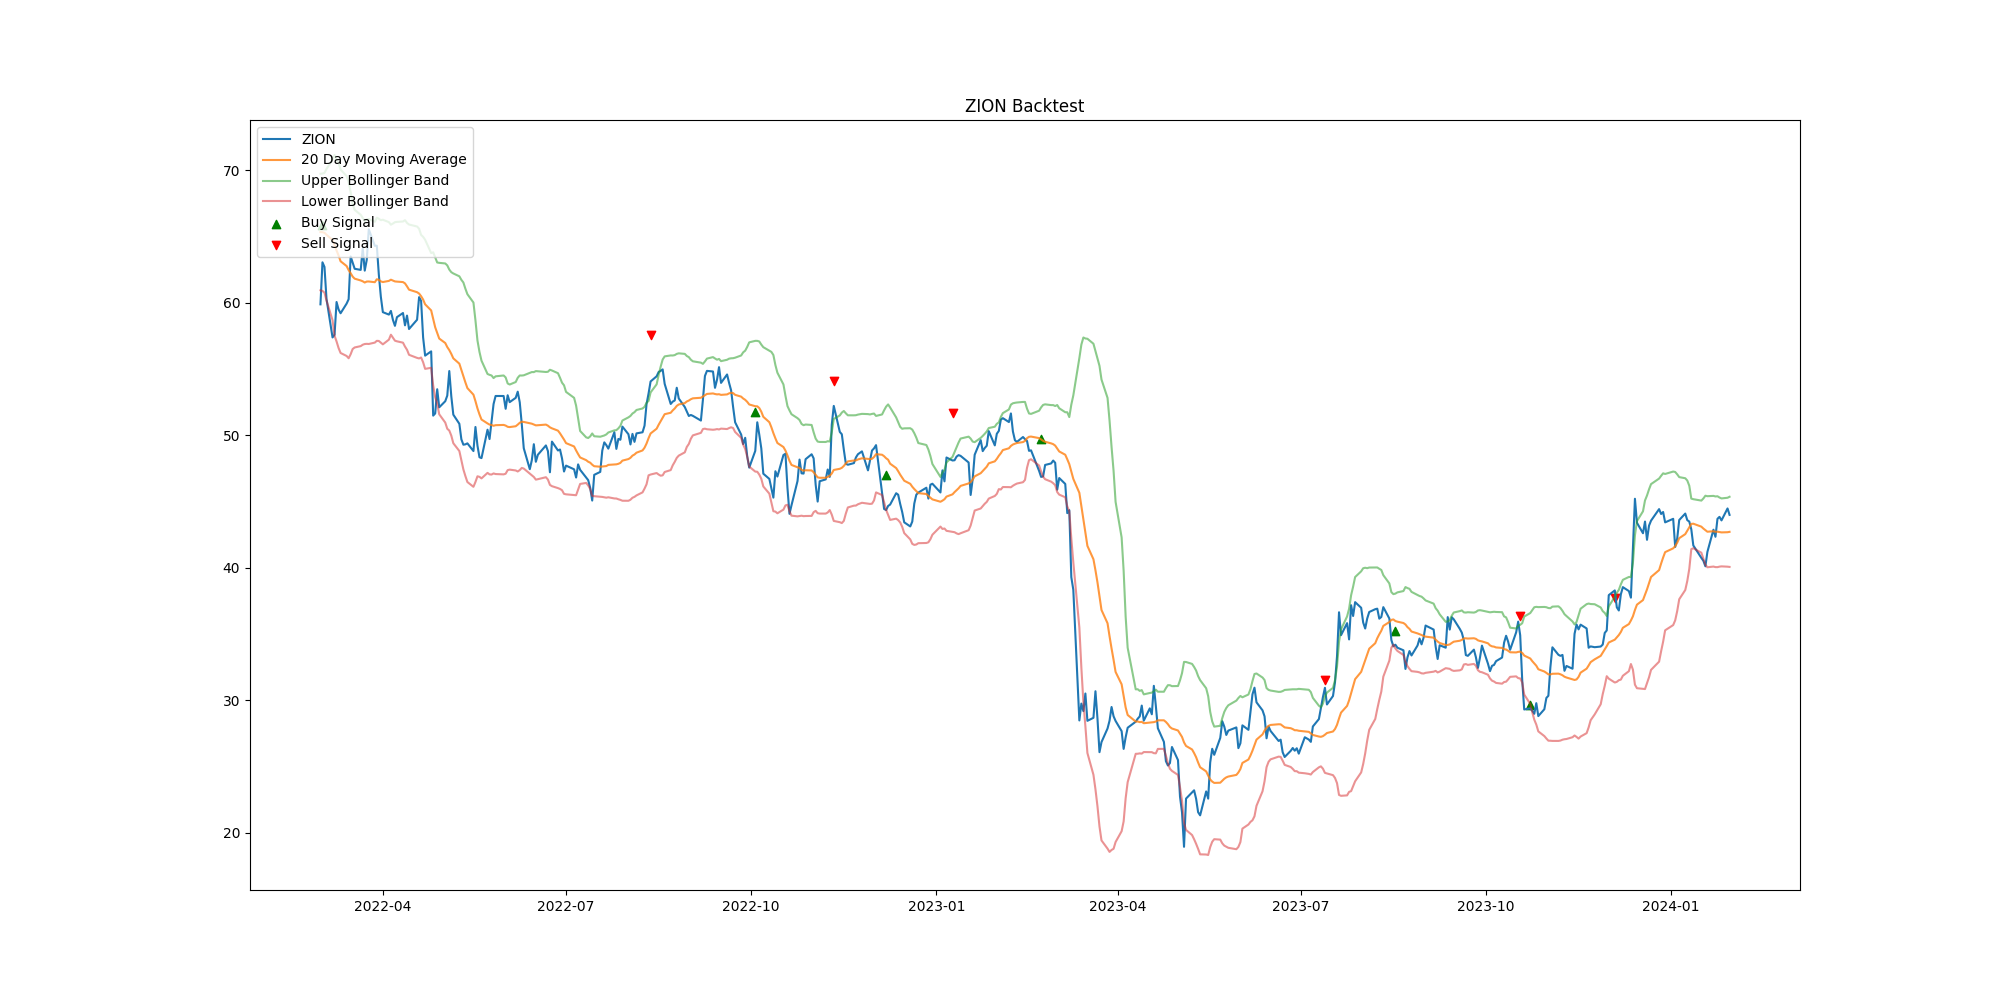 ZION Backtest
ZION
20 Day Moving Average
Upper Bollinger Band
Lower Bollinger Band
Buy Signal
Sell Signal
70
60
50
40
30
20
2022-04
2022-07
2022-10
2023-01
2023-04
2023-07
2023-10
2024-01